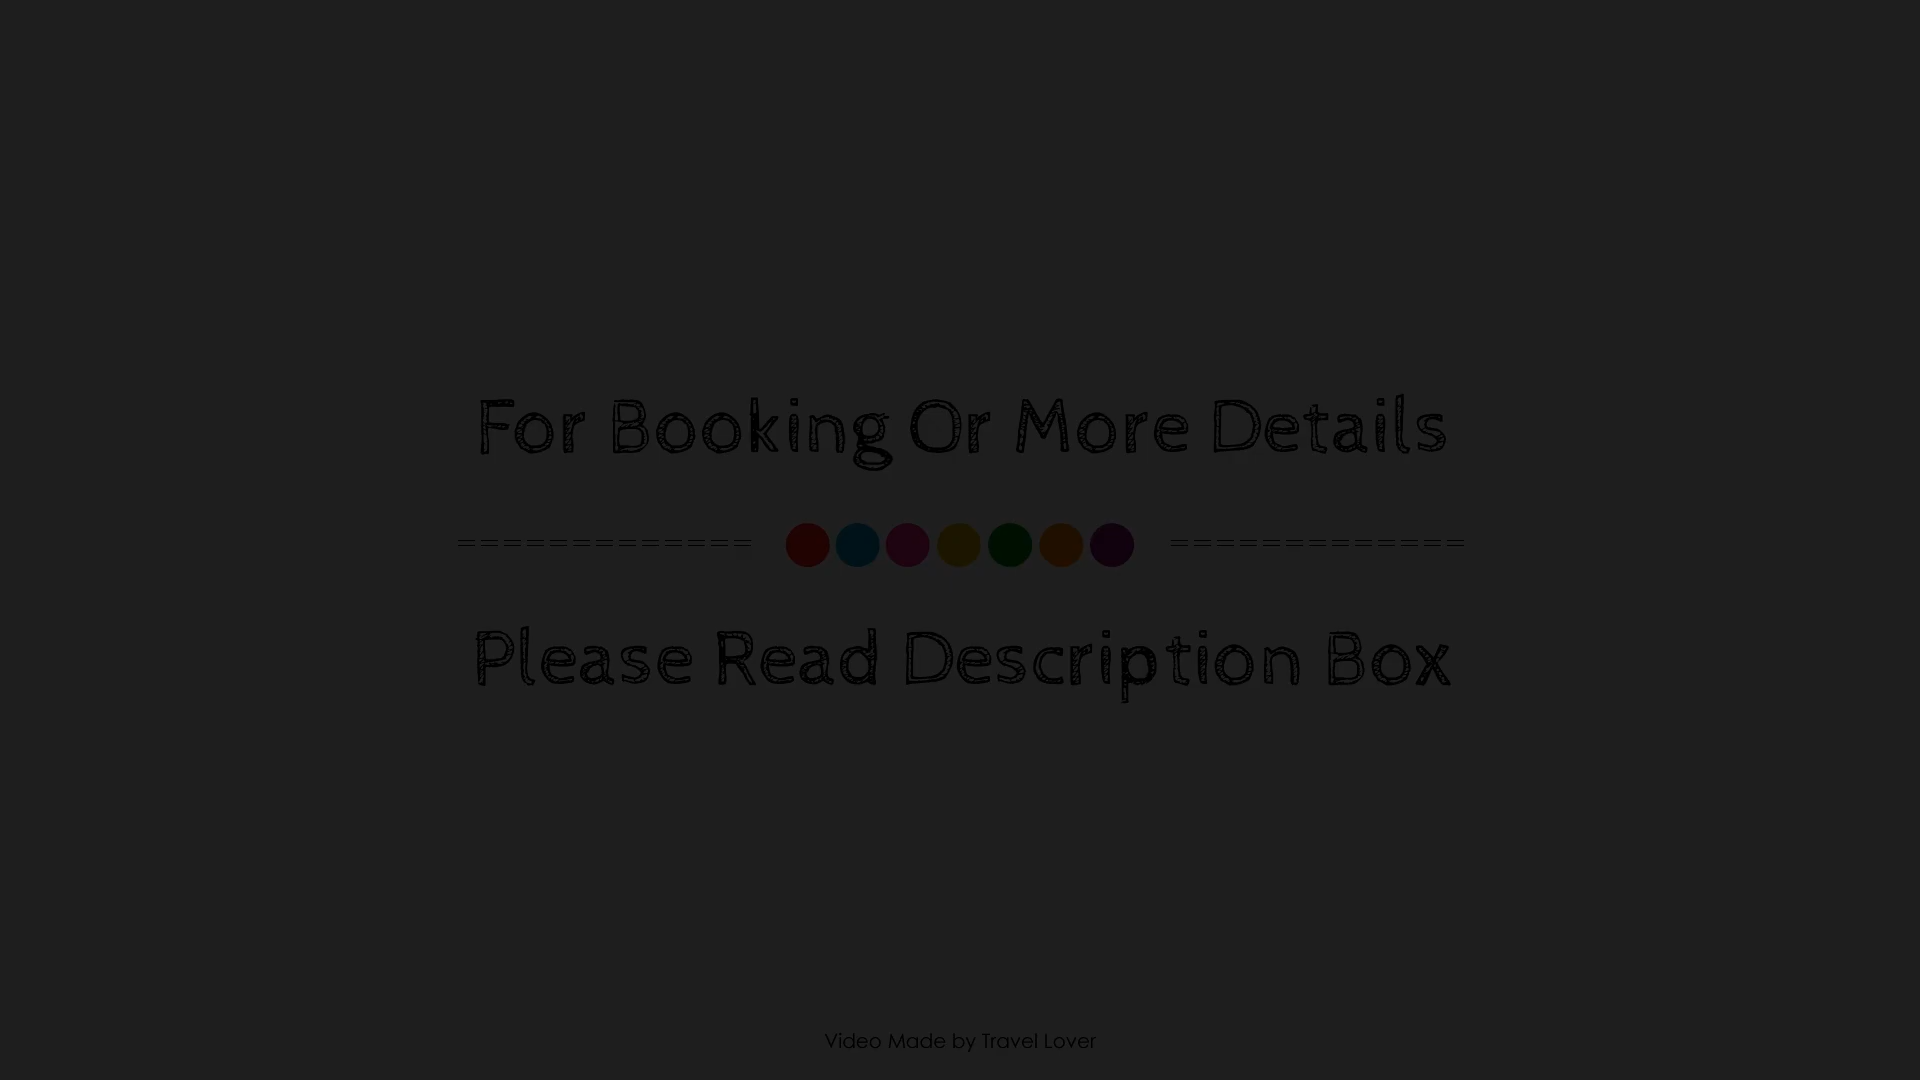 For Booking Or More Details
============= =============
Please Read Description Box
Video Made by Travel Lover